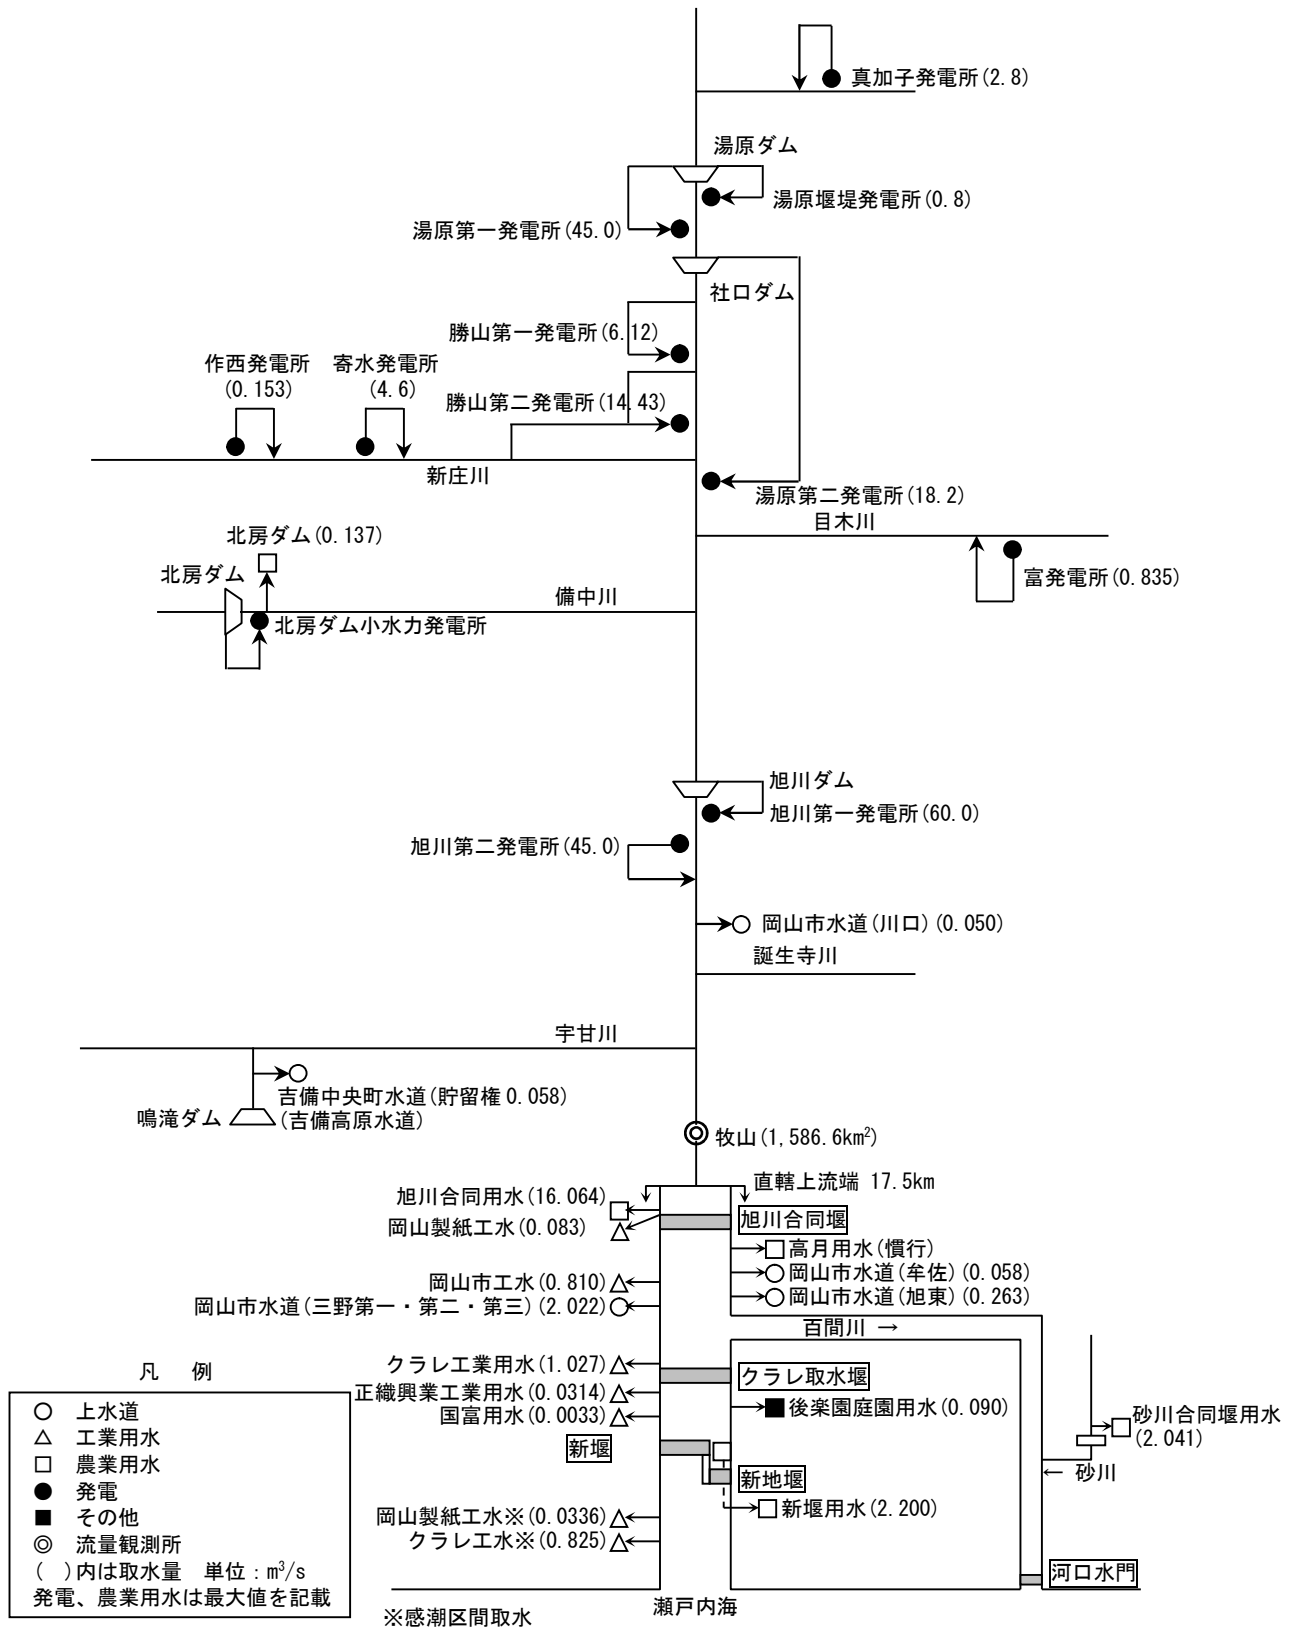 真加子発電所(2.8)
湯原ダム
湯原堰堤発電所(0.8)
湯原第一発電所(45.0)
社口ダム
勝山第一発電所(6.12)
作西発電所
(0.153)
寄水発電所
(4.6)
勝山第二発電所(14.43)
新庄川
湯原第二発電所(18.2)
目木川
北房ダム(0.137)
北房ダム
富発電所(0.835)
備中川
北房ダム小水力発電所
旭川ダム
旭川第一発電所(60.0)
旭川第二発電所(45.0)
岡山市水道(川口)(0.050)
誕生寺川
宇甘川
吉備中央町水道(貯留権 0.058)
(吉備高原水道)
鳴滝ダム
牧山(1,586.6km²)
直轄上流端 17.5km
旭川合同用水(16.064)
岡山製紙工水(0.083)
旭川合同堰
高月用水(慣行)
岡山市水道(牟佐)(0.058)
岡山市水道(旭東)(0.263)
岡山市工水(0.810)
岡山市水道(三野第一・第二・第三)(2.022)
百間川 →
クラレ工業用水(1.027)
クラレ取水堰
正織興業工業用水(0.0314)
国富用水(0.0033)
後楽園庭園用水(0.090)
砂川合同堰用水
(2.041)
新堰
新地堰
← 砂川
新堰用水(2.200)
岡山製紙工水※(0.0336)
クラレ工水※(0.825)
河口水門
瀬戸内海
※感潮区間取水
凡 例
○ 上水道
△ 工業用水
□ 農業用水
● 発電
■ その他
◎ 流量観測所
( )内は取水量 単位:m³/s
発電、農業用水は最大値を記載